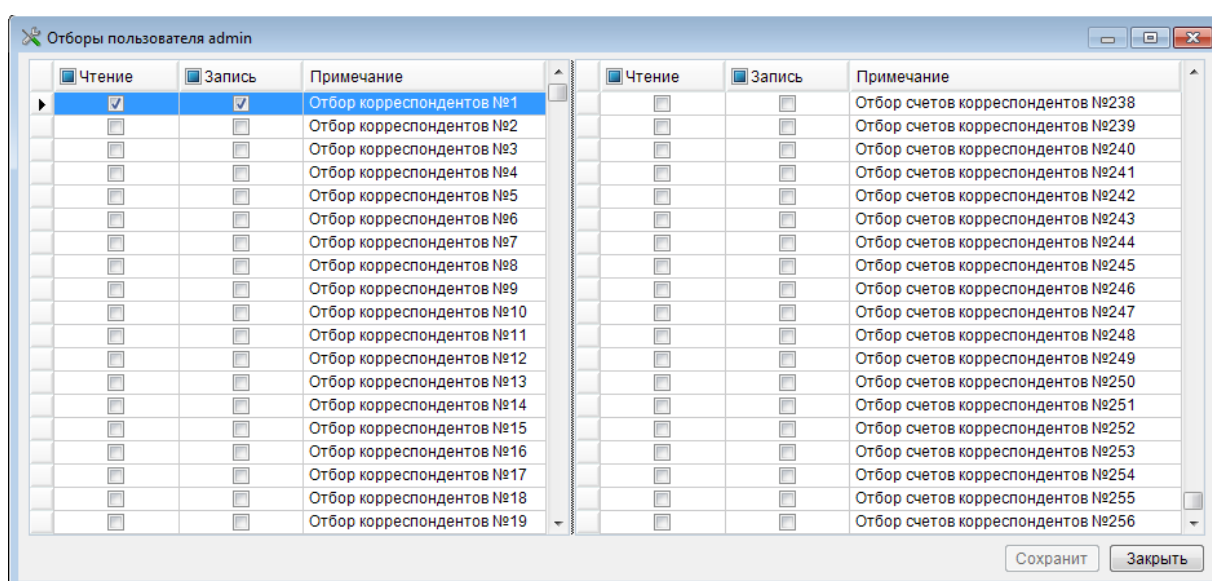 Отборы пользователя admin
Чтение Запись Примечание Чтение Запись Примечание
Отбор корреспондентов №1 Отбор счетов корреспондентов №238
Отбор корреспондентов №2 Отбор счетов корреспондентов №239
Отбор корреспондентов №3 Отбор счетов корреспондентов №240
Отбор корреспондентов №4 Отбор счетов корреспондентов №241
Отбор корреспондентов №5 Отбор счетов корреспондентов №242
Отбор корреспондентов №6 Отбор счетов корреспондентов №243
Отбор корреспондентов №7 Отбор счетов корреспондентов №244
Отбор корреспондентов №8 Отбор счетов корреспондентов №245
Отбор корреспондентов №9 Отбор счетов корреспондентов №246
Отбор корреспондентов №10 Отбор счетов корреспондентов №247
Отбор корреспондентов №11 Отбор счетов корреспондентов №248
Отбор корреспондентов №12 Отбор счетов корреспондентов №249
Отбор корреспондентов №13 Отбор счетов корреспондентов №250
Отбор корреспондентов №14 Отбор счетов корреспондентов №251
Отбор корреспондентов №15 Отбор счетов корреспондентов №252
Отбор корреспондентов №16 Отбор счетов корреспондентов №253
Отбор корреспондентов №17 Отбор счетов корреспондентов №254
Отбор корреспондентов №18 Отбор счетов корреспондентов №255
Отбор корреспондентов №19 Отбор счетов корреспондентов №256
Сохранит Закрыть